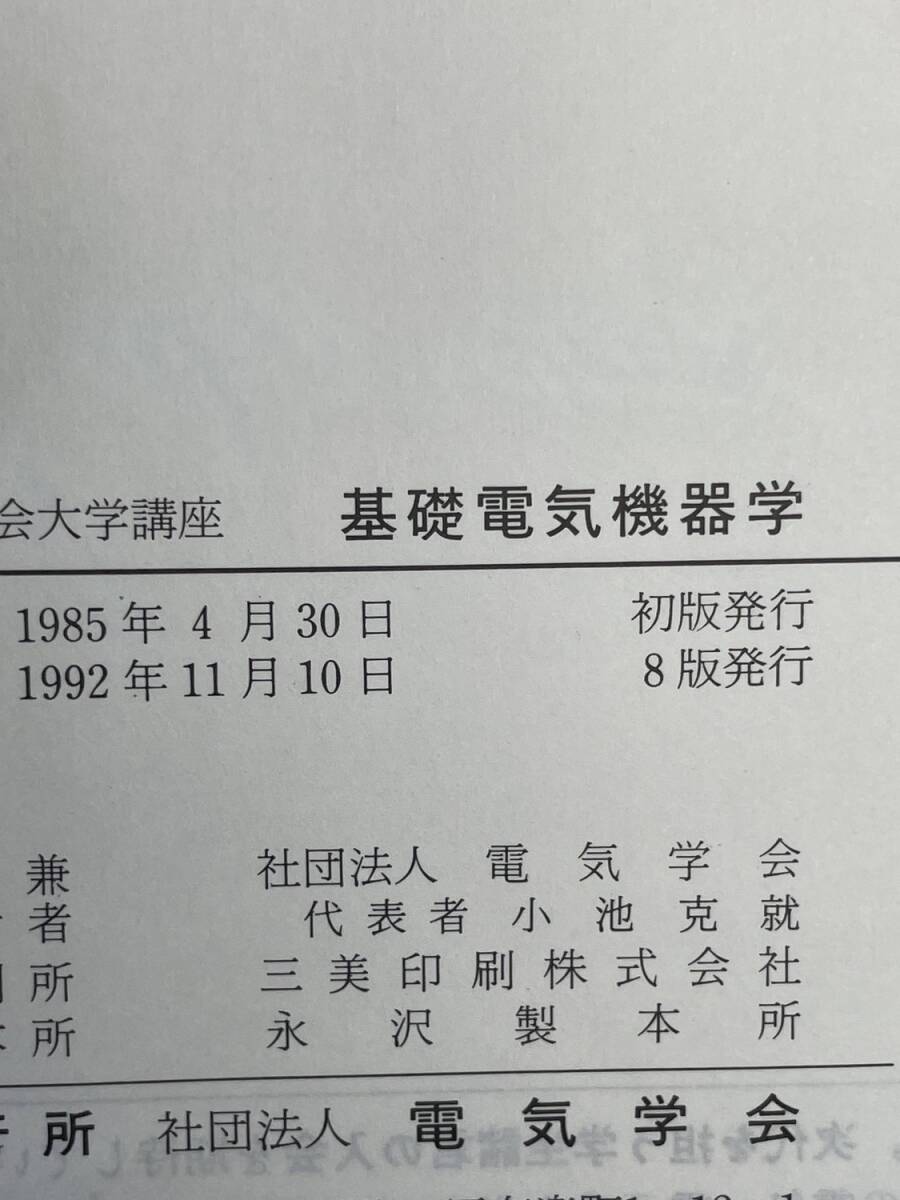 会大学講座 基礎電気機器学
1985年 4 月30日 初版発行
1992年11月10日 8版発行
兼 社団法人 電気学会
者 代表者 小池克就
所 三美印刷株式会社
所 永沢製本所
所 社団法人 電気学会